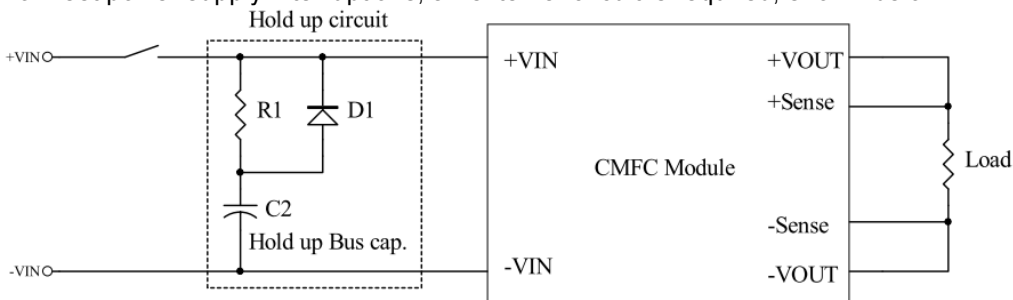 Hold up circuit
+VIN
+VIN
+VOUT
+Sense
R1
D1
Load
CMFC Module
C2
-Sense
Hold up Bus cap.
-VIN
-VIN
-VOUT